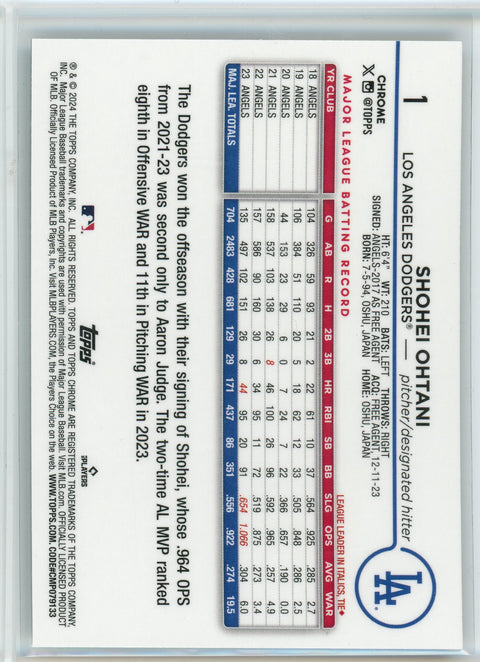 1
SHOHEI OHTANI
LOS ANGELES DODGERS® — pitcher/designated hitter
LA
CHROME
X @TOPPS
HT: 6'4" WT: 210 BATS: LEFT THROWS: RIGHT
SIGNED: ANGELS-2017 AS FREE AGENT ACQ: FREE AGENT, 12-11-23
BORN: 7-5-94, OSHU, JAPAN HOME: OSHU, JAPAN
MAJOR LEAGUE BATTING RECORD
LEAGUE LEADER IN ITALICS, TIE♦
YR CLUB G AB R H 2B 3B HR RBI SB BB SLG OPS AVG WAR
18 ANGELS 104 326 59 93 21 2 22 61 10 37 .564 .925 .285 2.7
19 ANGELS 106 384 51 110 20 5 18 62 12 33 .505 .848 .286 2.5
20 ANGELS 44 153 23 29 6 0 7 24 7 22 .366 .657 .190 0.0
21 ANGELS 158 537 103 138 26 8 46 100 26 96 .592 .965 .257 4.9
22 ANGELS 157 586 90 160 30 6 34 95 11 72 .519 .875 .273 3.4
23 ANGELS 135 497 102 151 26 8 44 95 20 91 .654 1.066 .304 6.0
MAJ. LEA. TOTALS 704 2483 428 681 129 29 171 437 86 351 .556 .922 .274 19.5
The Dodgers won the offseason with their signing of Shohei, whose .964 OPS
from 2021-23 was second only to Aaron Judge. The two-time AL MVP ranked
eighth in Offensive WAR and 11th in Pitching WAR in 2023.
topps
PLAYERS
® & © 2024 THE TOPPS COMPANY, INC. ALL RIGHTS RESERVED. TOPPS AND TOPPS CHROME ARE REGISTERED TRADEMARKS OF THE TOPPS COMPANY,
INC. Major League Baseball trademarks and copyrights are used with permission of Major League Baseball. Visit MLB.com. OFFICIALLY LICENSED PRODUCT
OF MLB. Officially Licensed Product of MLB Players, Inc. Visit MLBPLAYERS.COM, the Players Choice on the web. WWW.TOPPS.COM. CODE#CMP079133